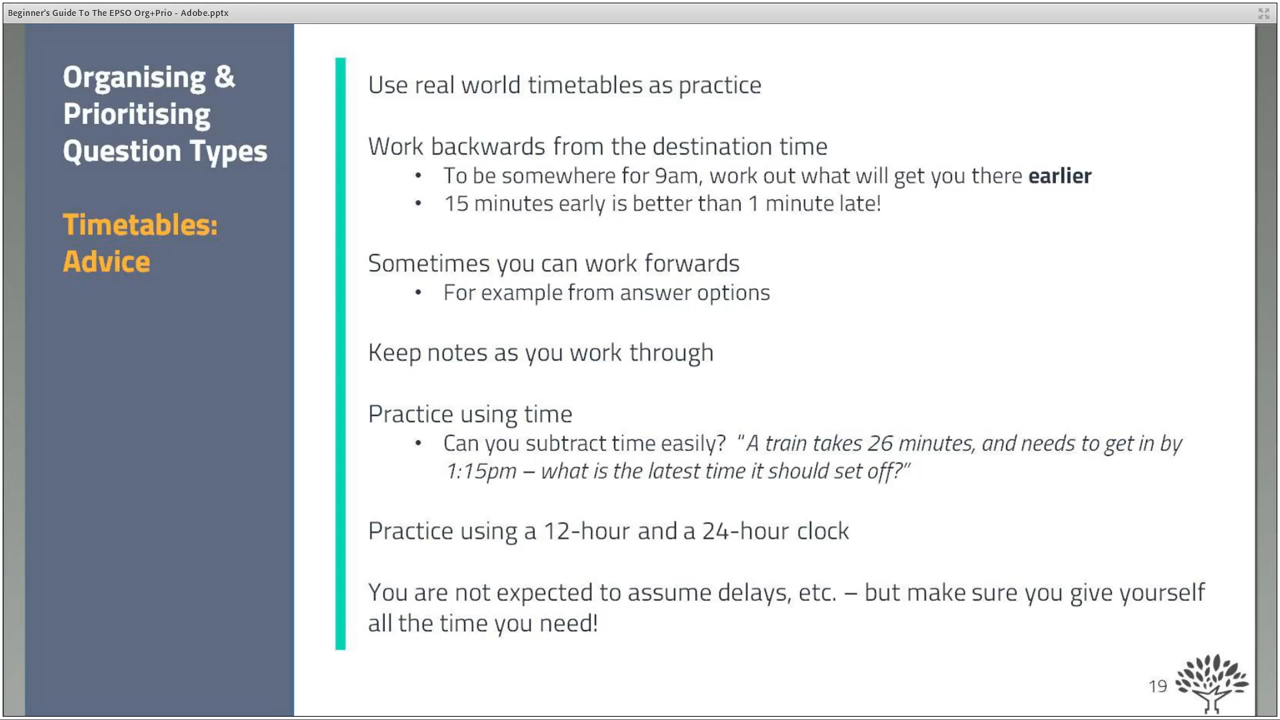 Beginner's Guide To The EPSO Org+Prio - Adobe.pptx
Organising &
Prioritising
Question Types
Timetables:
Advice
Use real world timetables as practice
Work backwards from the destination time
• To be somewhere for 9am, work out what will get you there earlier
• 15 minutes early is better than 1 minute late!
Sometimes you can work forwards
• For example from answer options
Keep notes as you work through
Practice using time
• Can you subtract time easily? "A train takes 26 minutes, and needs to get in by
1:15pm – what is the latest time it should set off?"
Practice using a 12-hour and a 24-hour clock
You are not expected to assume delays, etc. – but make sure you give yourself
all the time you need!
19